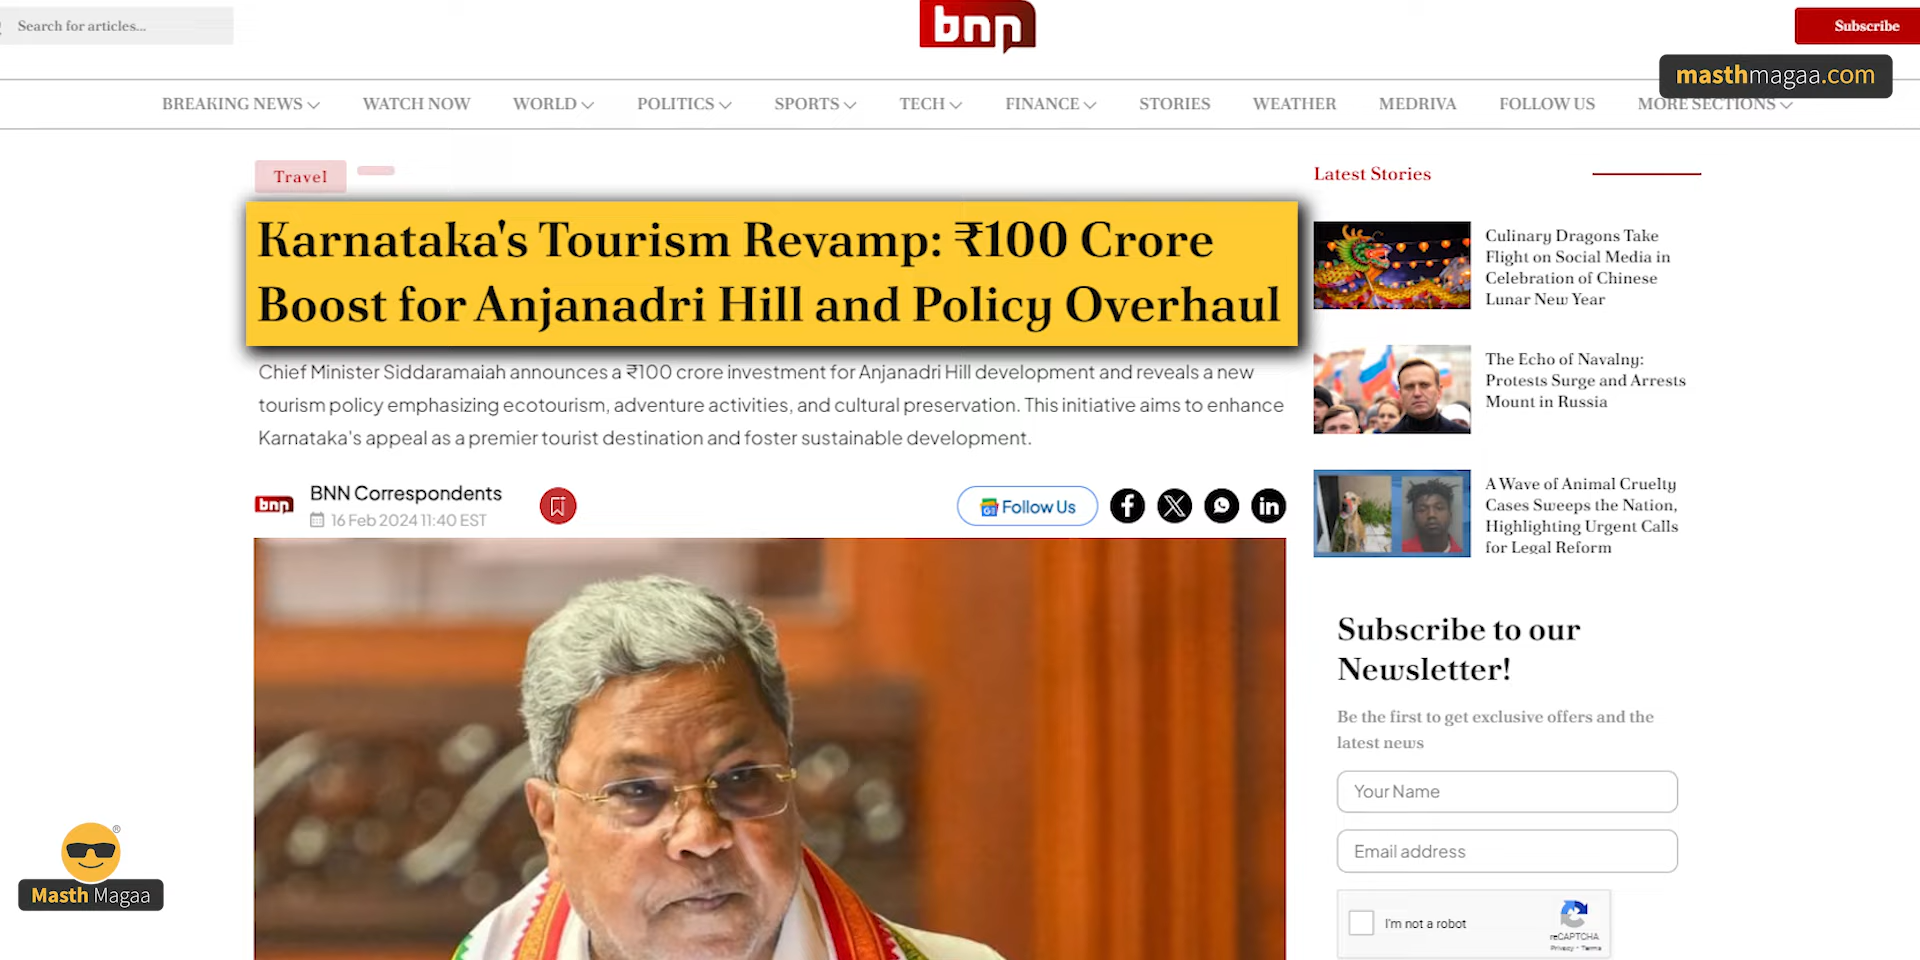 Search for articles...
bnn
Subscribe
masthmagaa.com
BREAKING NEWS
WATCH NOW
WORLD
POLITICS
SPORTS
TECH
FINANCE
STORIES
WEATHER
MEDRIVA
FOLLOW US
MORE SECTIONS
Travel
Karnataka's Tourism Revamp: ₹100 Crore
Boost for Anjanadri Hill and Policy Overhaul
Chief Minister Siddaramaiah announces a ₹100 crore investment for Anjanadri Hill development and reveals a new
tourism policy emphasizing ecotourism, adventure activities, and cultural preservation. This initiative aims to enhance
Karnataka's appeal as a premier tourist destination and foster sustainable development.
bnn
BNN Correspondents
16 Feb 2024 11:40 EST
Follow Us
Latest Stories
Culinary Dragons Take
Flight on Social Media in
Celebration of Chinese
Lunar New Year
The Echo of Navalny:
Protests Surge and Arrests
Mount in Russia
A Wave of Animal Cruelty
Cases Sweeps the Nation,
Highlighting Urgent Calls
for Legal Reform
Subscribe to our
Newsletter!
Be the first to get exclusive offers and the
latest news
Your Name
Email address
I'm not a robot
reCAPTCHA
Privacy - Terms
Masth Magaa